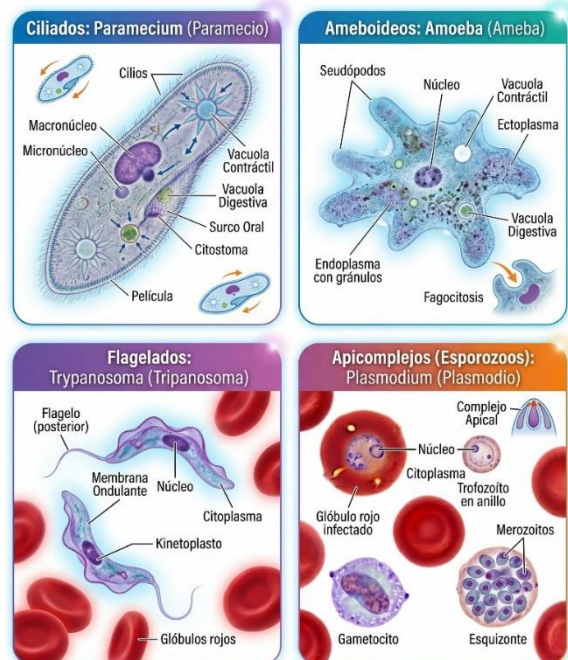 Ciliados: Paramecium (Paramecio)
Cilios
Macronúcleo
Micronúcleo
Vacuola
Contráctil
Vacuola
Digestiva
Surco Oral
Citostoma
Película
Ameboideos: Amoeba (Ameba)
Seudópodos
Núcleo
Vacuola
Contráctil
Ectoplasma
Vacuola
Digestiva
Endoplasma
con gránulos
Fagocitosis
Flagelados:
Trypanosoma (Tripanosoma)
Flagelo
(posterior)
Membrana
Ondulante
Núcleo
Citoplasma
Kinetoplasto
Glóbulos rojos
Apicomplejos (Esporozoos):
Plasmodium (Plasmodio)
Complejo
Apical
Núcleo
Citoplasma
Trofozoíto
en anillo
Glóbulo rojo
infectado
Merozoitos
Gametocito
Esquizonte